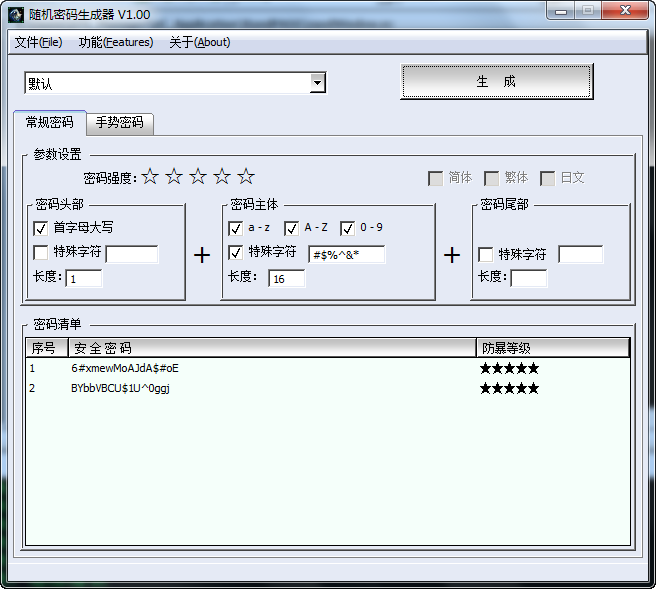 随机密码生成器 V1.00
文件(File) 功能(Features) 关于(About)
默认
生 成
常规密码 手势密码
参数设置
密码强度: ☆ ☆ ☆ ☆ ☆ 简体 繁体 日文
密码头部
首字母大写
特殊字符
长度: 1
+
密码主体
a - z A - Z 0 - 9
特殊字符 #$%^&*
长度: 16
+
密码尾部
特殊字符
长度:
密码清单
序号 安 全 密 码 防暴等级
1 6#xmewMoAJdA$#oE ★★★★★
2 BYbbVBCU$1U^0ggj ★★★★★